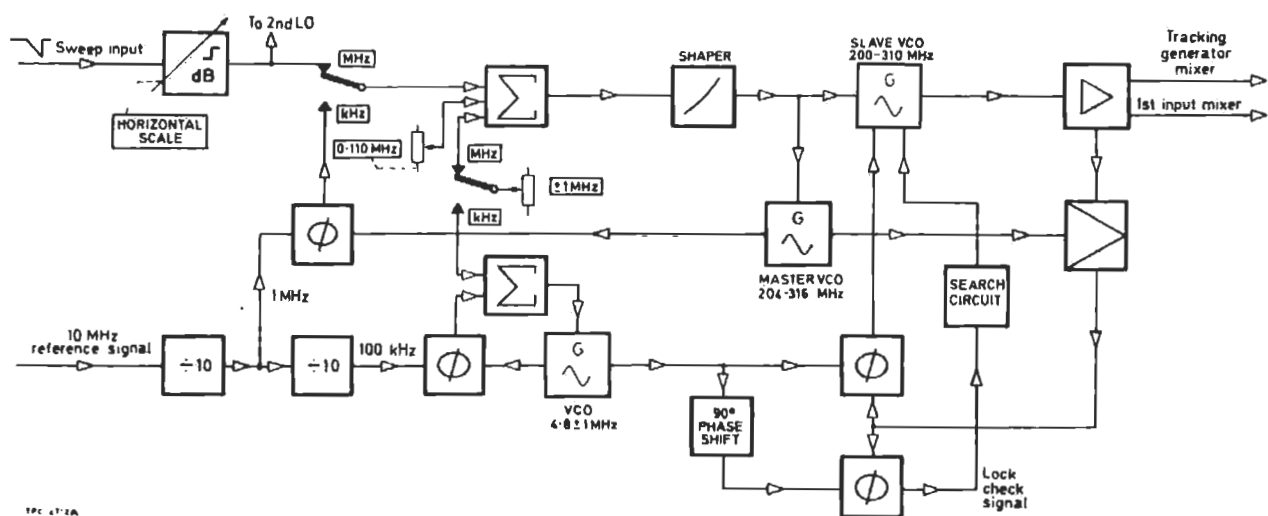 To 2nd LO
Sweep input
dB
MHz
kHz
HORIZONTAL
SCALE
0-110 MHz
Σ
MHz
kHz
±1MHz
SHAPER
SLAVE VCO
200-310 MHz
G
Tracking
generator
mixer
1st input mixer
ϕ
G
MASTER VCO
204-316 MHz
SEARCH
CIRCUIT
1 MHz
Σ
10 MHz
reference signal
÷10
÷10
100 kHz
ϕ
G
VCO
4·8±1MHz
ϕ
90°
PHASE
SHIFT
ϕ
Lock
check
signal